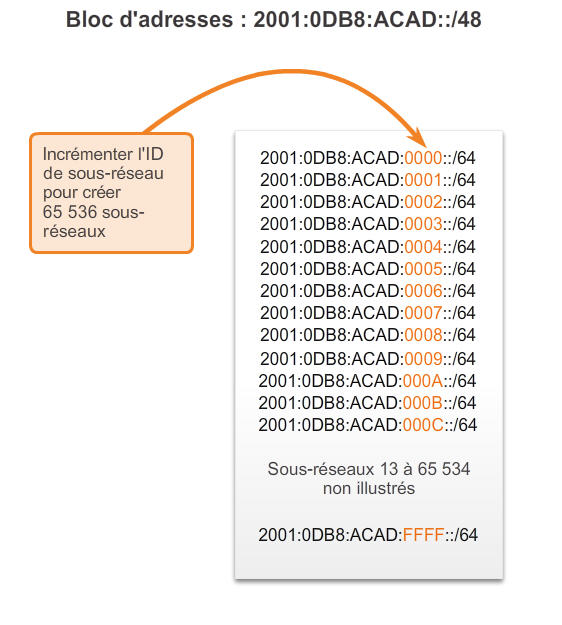 Bloc d'adresses : 2001:0DB8:ACAD::/48
Incrémenter l'ID
de sous-réseau
pour créer
65 536 sous-
réseaux
2001:0DB8:ACAD:0000::/64
2001:0DB8:ACAD:0001::/64
2001:0DB8:ACAD:0002::/64
2001:0DB8:ACAD:0003::/64
2001:0DB8:ACAD:0004::/64
2001:0DB8:ACAD:0005::/64
2001:0DB8:ACAD:0006::/64
2001:0DB8:ACAD:0007::/64
2001:0DB8:ACAD:0008::/64
2001:0DB8:ACAD:0009::/64
2001:0DB8:ACAD:000A::/64
2001:0DB8:ACAD:000B::/64
2001:0DB8:ACAD:000C::/64
Sous-réseaux 13 à 65 534
non illustrés
2001:0DB8:ACAD:FFFF::/64